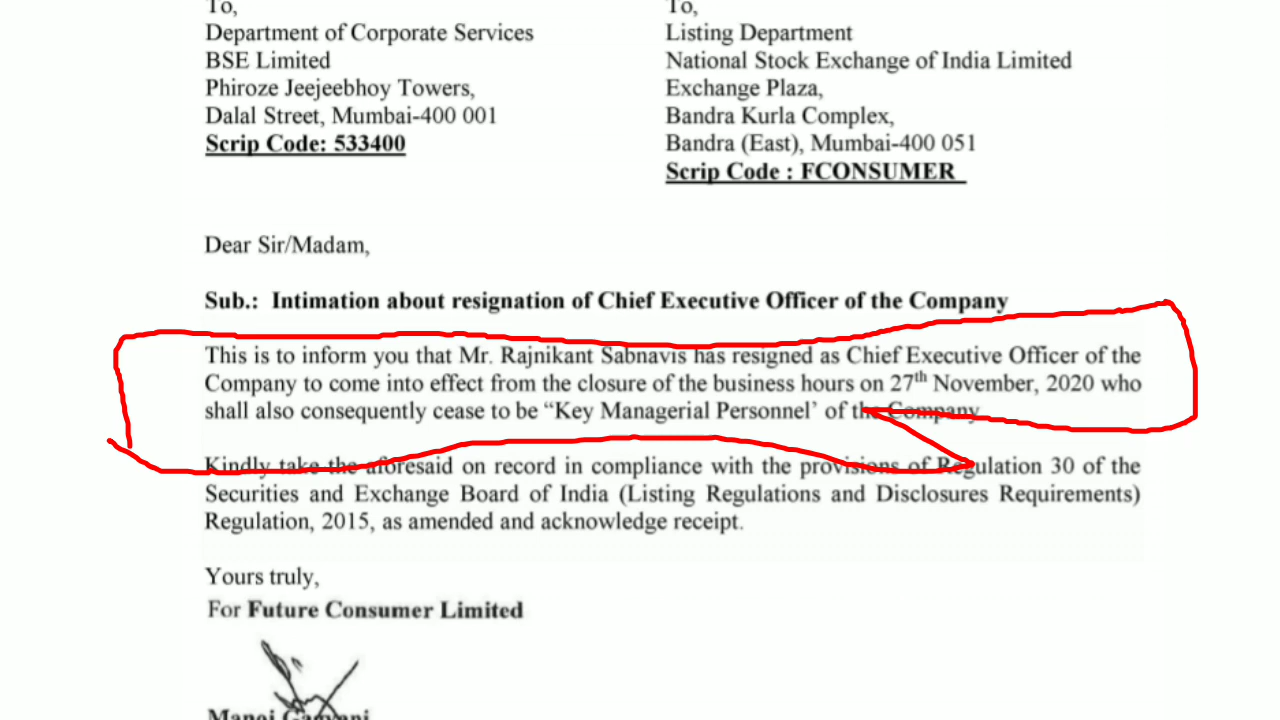 To,
Department of Corporate Services
BSE Limited
Phiroze Jeejeebhoy Towers,
Dalal Street, Mumbai-400 001
Scrip Code: 533400
To,
Listing Department
National Stock Exchange of India Limited
Exchange Plaza,
Bandra Kurla Complex,
Bandra (East), Mumbai-400 051
Scrip Code : FCONSUMER
Dear Sir/Madam,
Sub.: Intimation about resignation of Chief Executive Officer of the Company
This is to inform you that Mr. Rajnikant Sabnavis has resigned as Chief Executive Officer of the
Company to come into effect from the closure of the business hours on 27th November, 2020 who
shall also consequently cease to be “Key Managerial Personnel’ of the Company.
Kindly take the aforesaid on record in compliance with the provisions of Regulation 30 of the
Securities and Exchange Board of India (Listing Regulations and Disclosures Requirements)
Regulation, 2015, as amended and acknowledge receipt.
Yours truly,
For Future Consumer Limited
Manoj